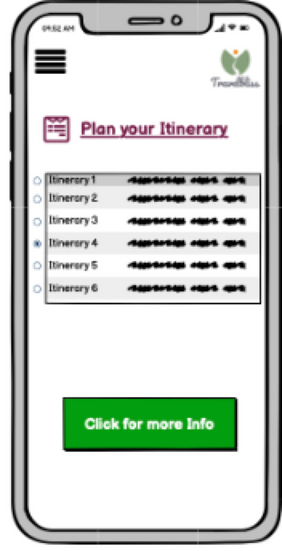 09:52 AM
Travelbliss
Plan your Itinerary
Itinerary 1
Itinerary 2
Itinerary 3
Itinerary 4
Itinerary 5
Itinerary 6
Click for more Info